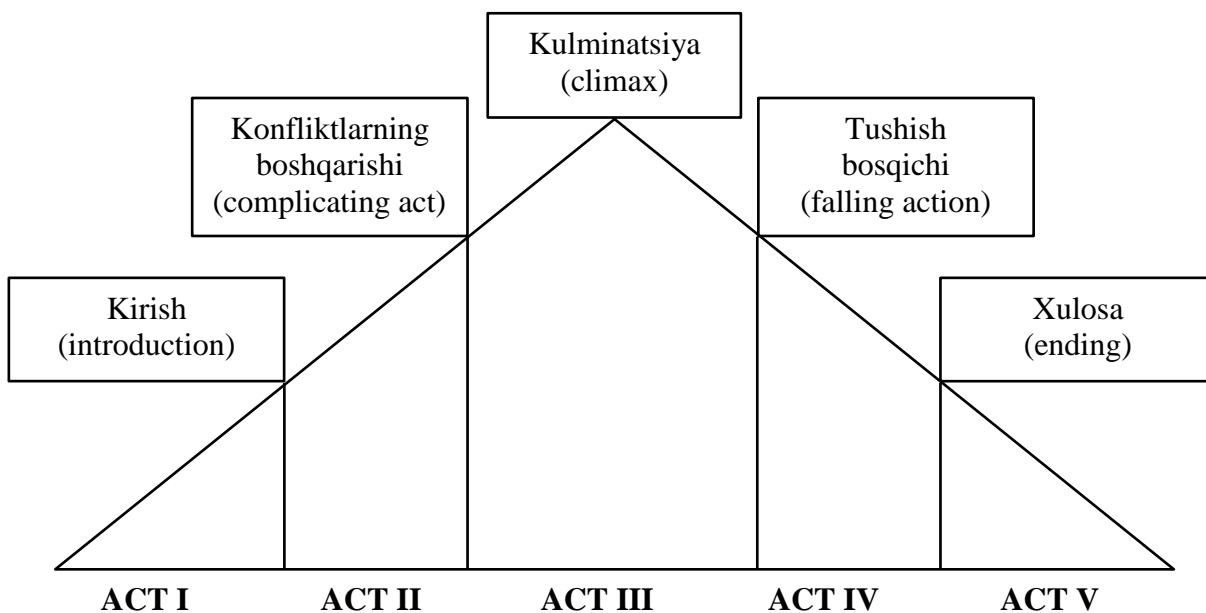 Kulminatsiya
(climax)
Konfliktlarning
boshqarishi
(complicating act)
Tushish
bosqichi
(falling action)
Kirish
(introduction)
Xulosa
(ending)
ACT I
ACT II
ACT III
ACT IV
ACT V